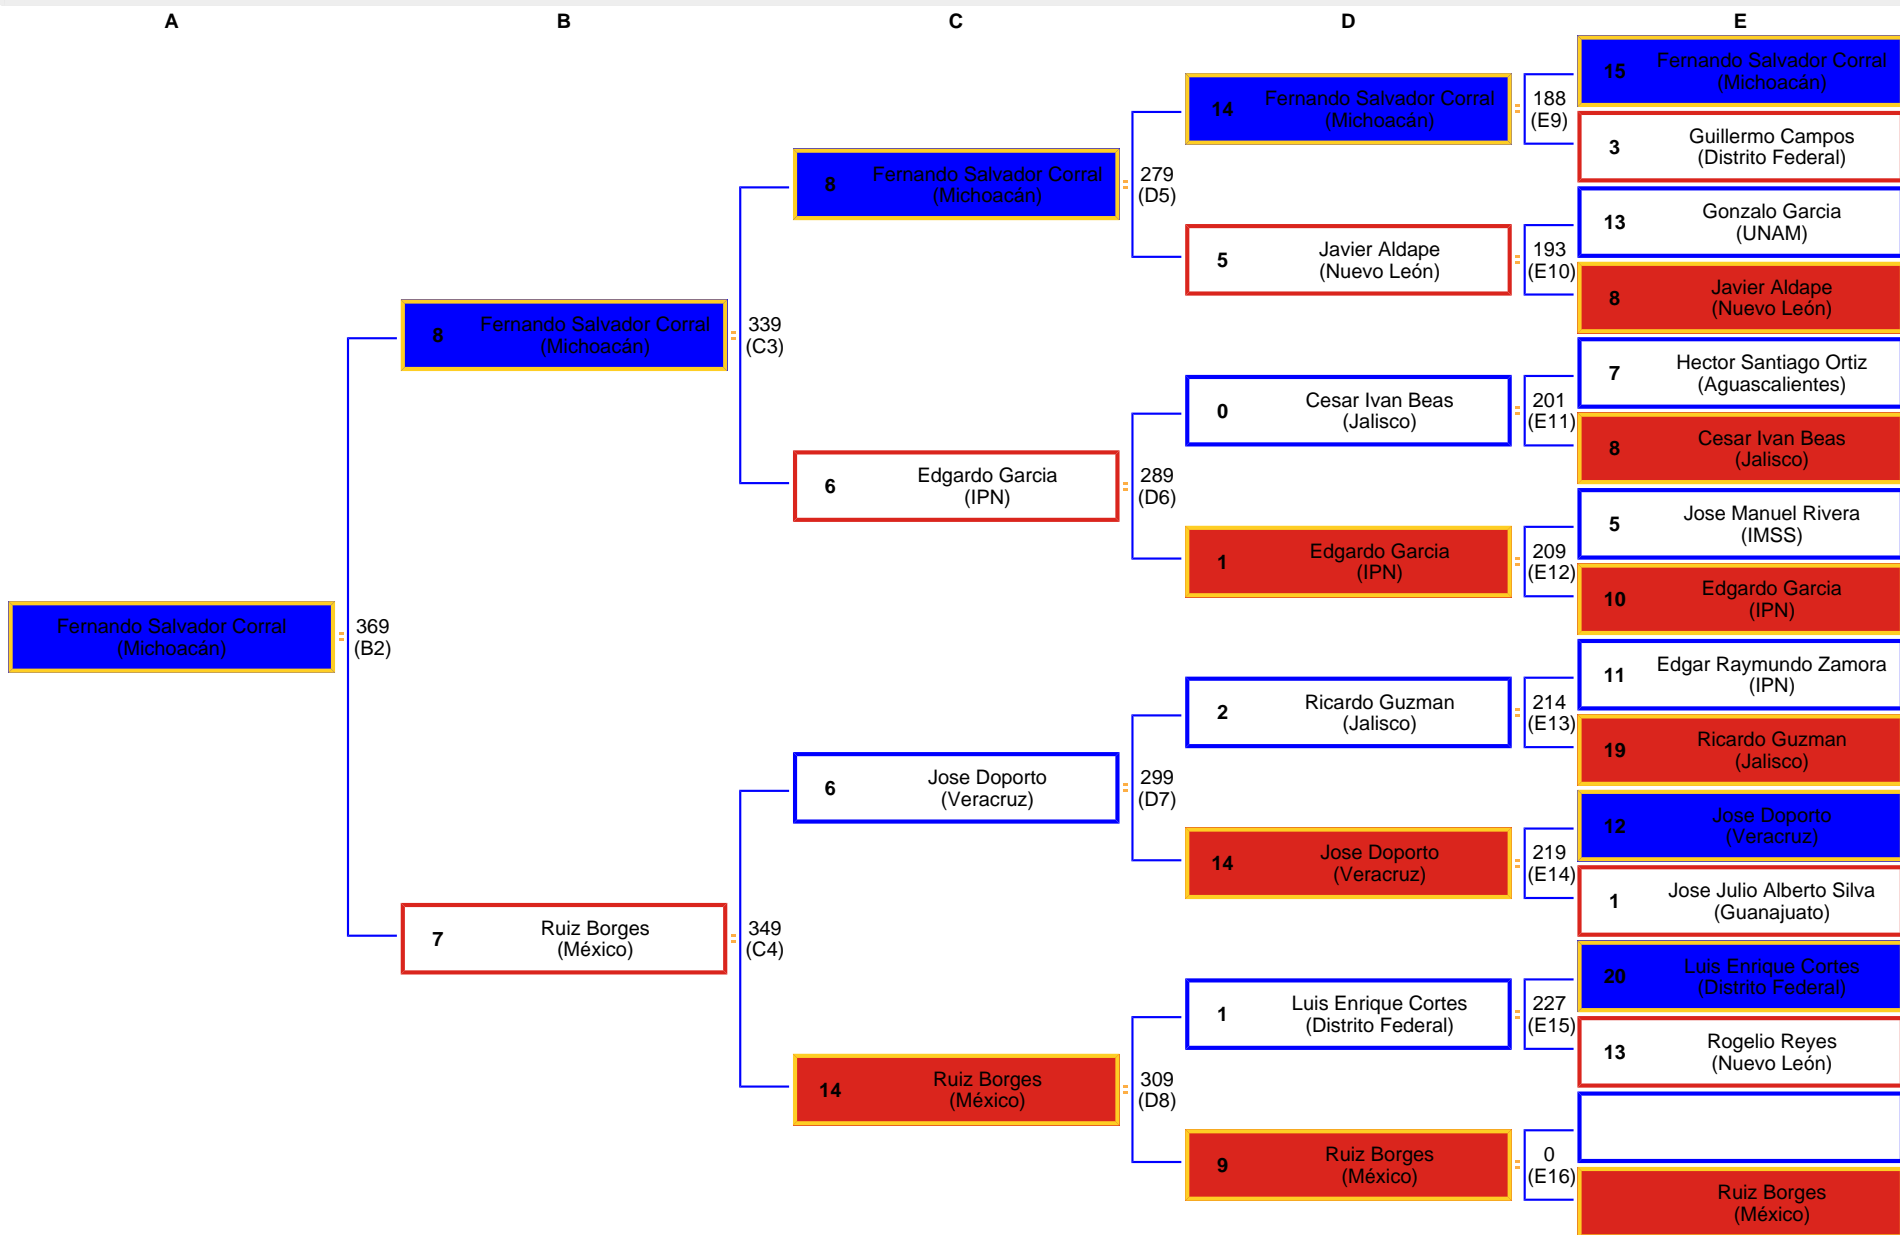 A
B
C
D
E
Fernando Salvador Corral
(Michoacán)
369
(B2)
8
Fernando Salvador Corral
(Michoacán)
339
(C3)
7
Ruiz Borges
(México)
349
(C4)
8
Fernando Salvador Corral
(Michoacán)
279
(D5)
6
Edgardo Garcia
(IPN)
289
(D6)
6
Jose Doporto
(Veracruz)
299
(D7)
14
Ruiz Borges
(México)
309
(D8)
14
Fernando Salvador Corral
(Michoacán)
188
(E9)
5
Javier Aldape
(Nuevo León)
193
(E10)
0
Cesar Ivan Beas
(Jalisco)
201
(E11)
1
Edgardo Garcia
(IPN)
209
(E12)
2
Ricardo Guzman
(Jalisco)
214
(E13)
14
Jose Doporto
(Veracruz)
219
(E14)
1
Luis Enrique Cortes
(Distrito Federal)
227
(E15)
9
Ruiz Borges
(México)
0
(E16)
15
Fernando Salvador Corral
(Michoacán)
3
Guillermo Campos
(Distrito Federal)
13
Gonzalo Garcia
(UNAM)
8
Javier Aldape
(Nuevo León)
7
Hector Santiago Ortiz
(Aguascalientes)
8
Cesar Ivan Beas
(Jalisco)
5
Jose Manuel Rivera
(IMSS)
10
Edgardo Garcia
(IPN)
11
Edgar Raymundo Zamora
(IPN)
19
Ricardo Guzman
(Jalisco)
12
Jose Doporto
(Veracruz)
1
Jose Julio Alberto Silva
(Guanajuato)
20
Luis Enrique Cortes
(Distrito Federal)
13
Rogelio Reyes
(Nuevo León)
Ruiz Borges
(México)